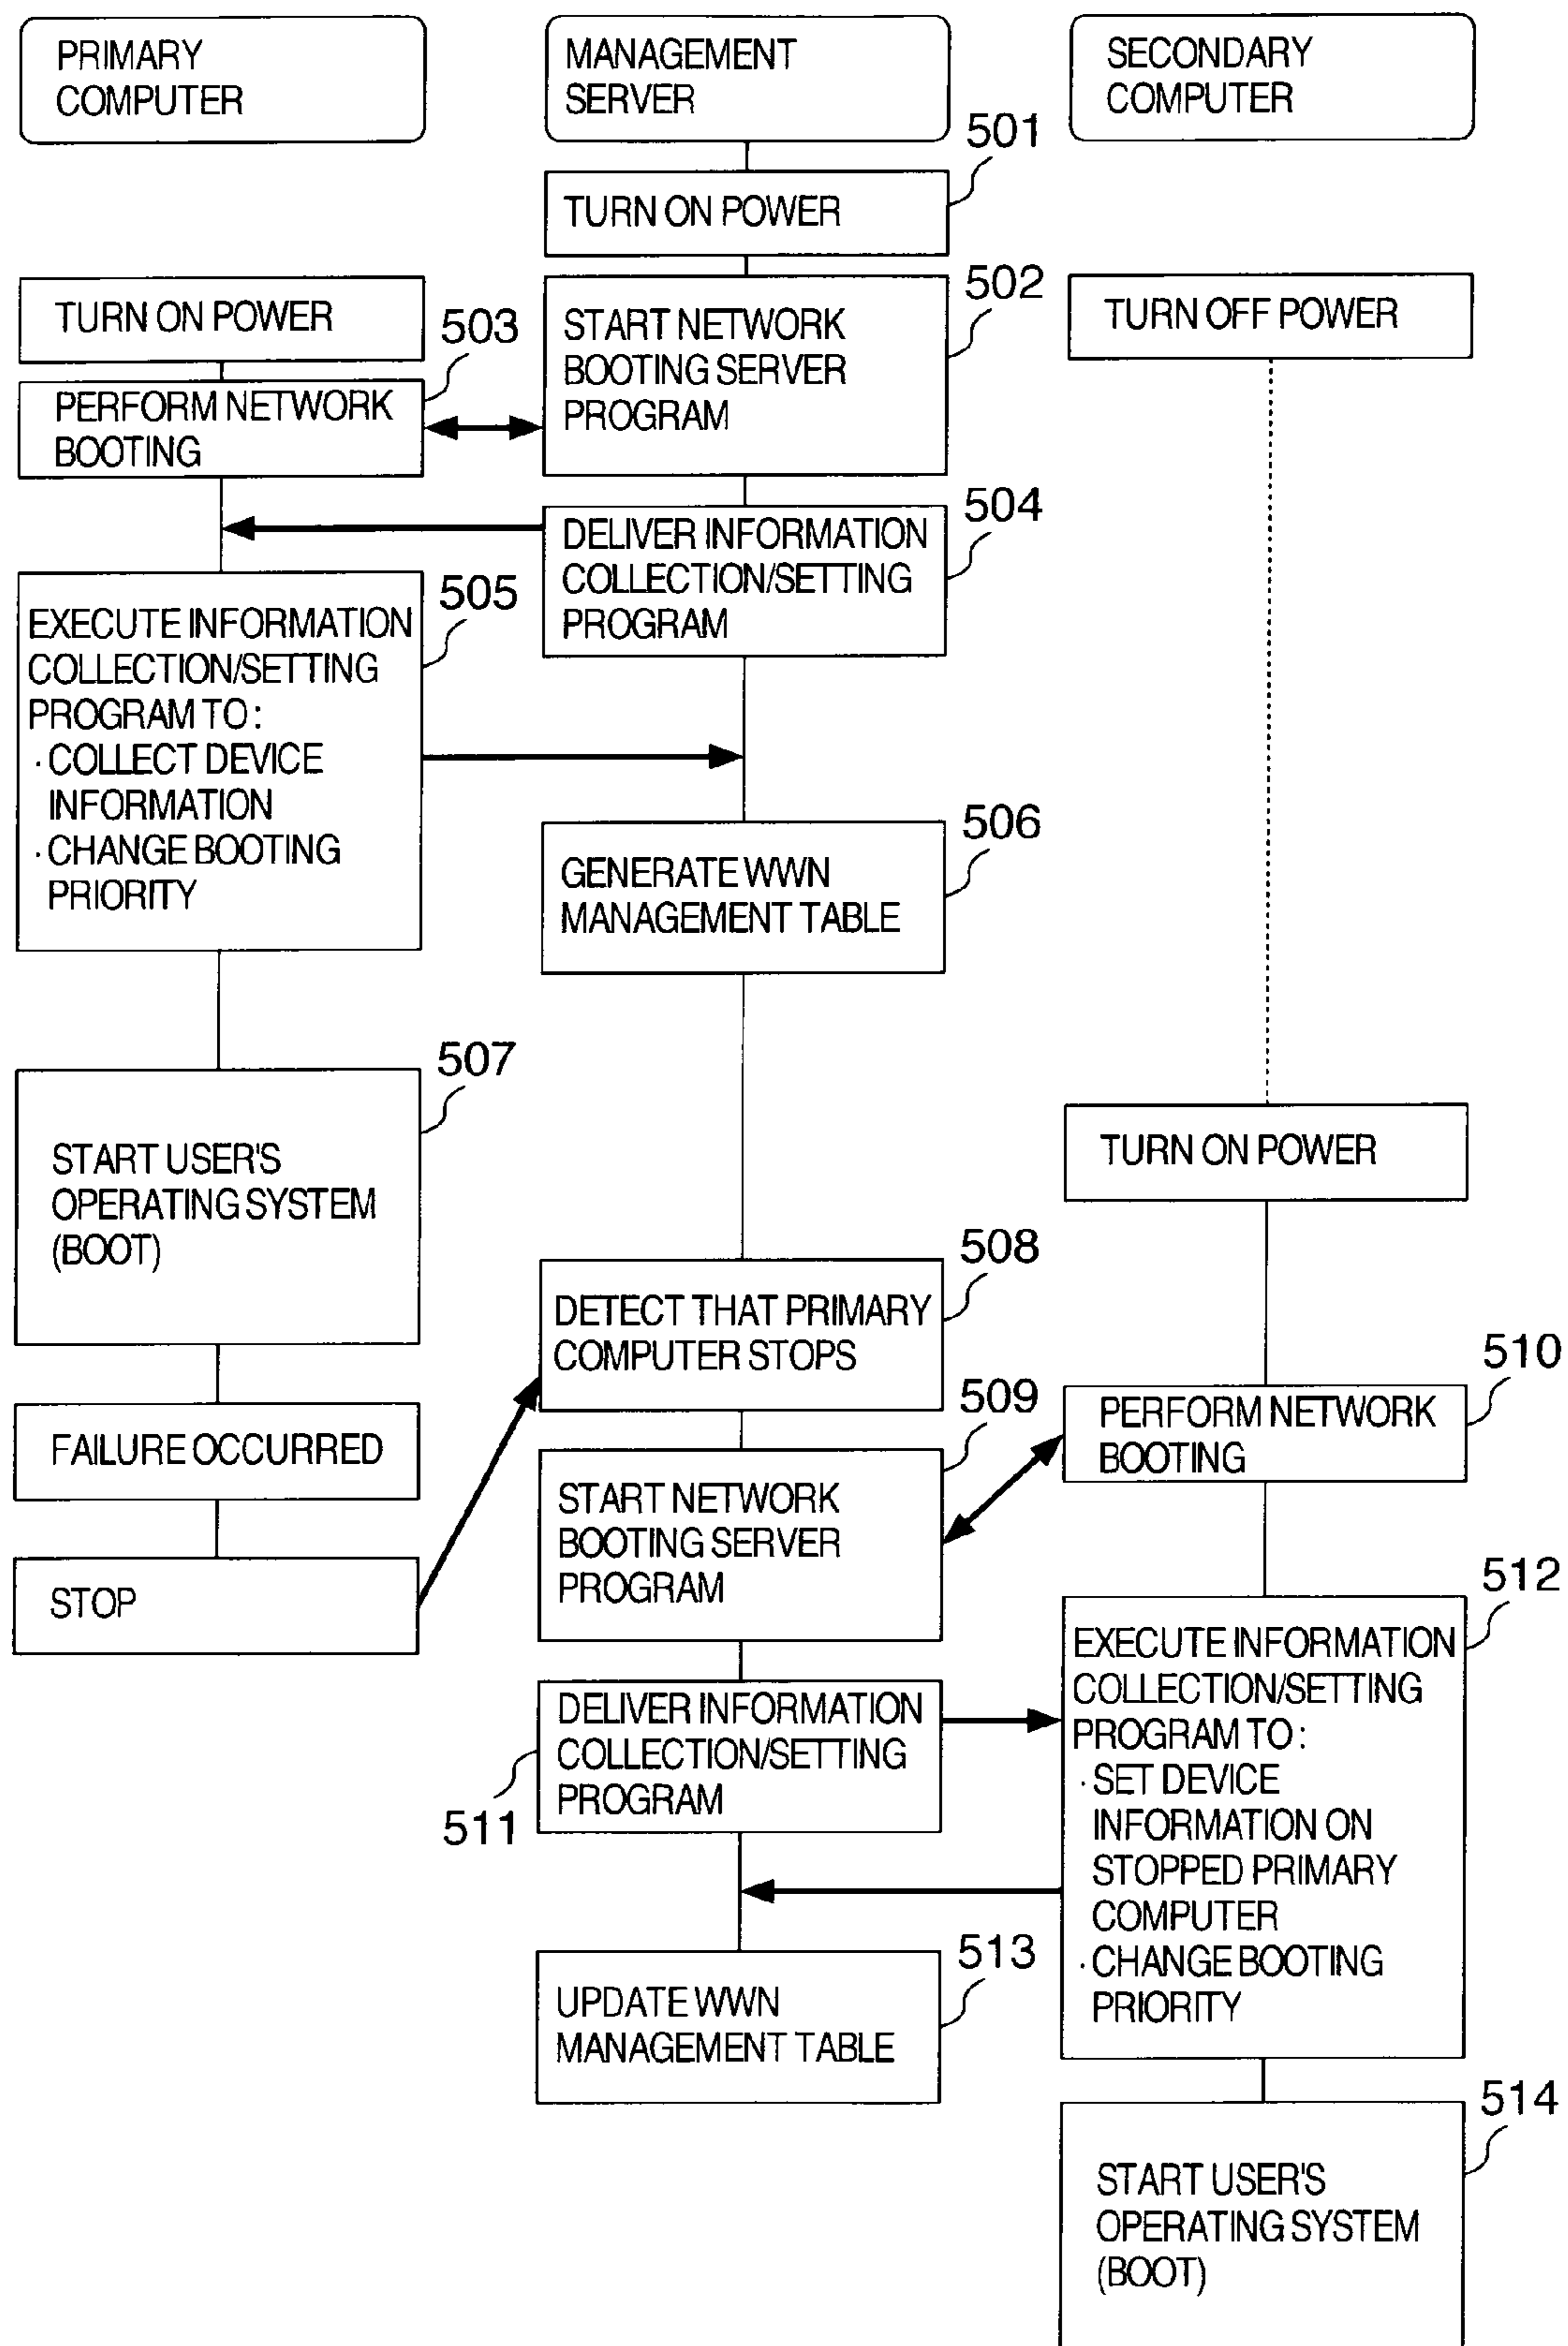 PRIMARY
COMPUTER
MANAGEMENT
SERVER
SECONDARY
COMPUTER
501
TURN ON POWER
TURN ON POWER
503
502
START NETWORK
BOOTING SERVER
PROGRAM
TURN OFF POWER
PERFORM NETWORK
BOOTING
504
DELIVER INFORMATION
COLLECTION/SETTING
PROGRAM
505
EXECUTE INFORMATION
COLLECTION/SETTING
PROGRAM TO:
· COLLECT DEVICE
INFORMATION
· CHANGE BOOTING
PRIORITY
506
GENERATE WWN
MANAGEMENT TABLE
507
START USER'S
OPERATING SYSTEM
(BOOT)
TURN ON POWER
508
DETECT THAT PRIMARY
COMPUTER STOPS
FAILURE OCCURRED
STOP
509
START NETWORK
BOOTING SERVER
PROGRAM
510
PERFORM NETWORK
BOOTING
511
DELIVER INFORMATION
COLLECTION/SETTING
PROGRAM
512
EXECUTE INFORMATION
COLLECTION/SETTING
PROGRAM TO:
· SET DEVICE
INFORMATION ON
STOPPED PRIMARY
COMPUTER
· CHANGE BOOTING
PRIORITY
513
UPDATE WWN
MANAGEMENT TABLE
514
START USER'S
OPERATING SYSTEM
(BOOT)